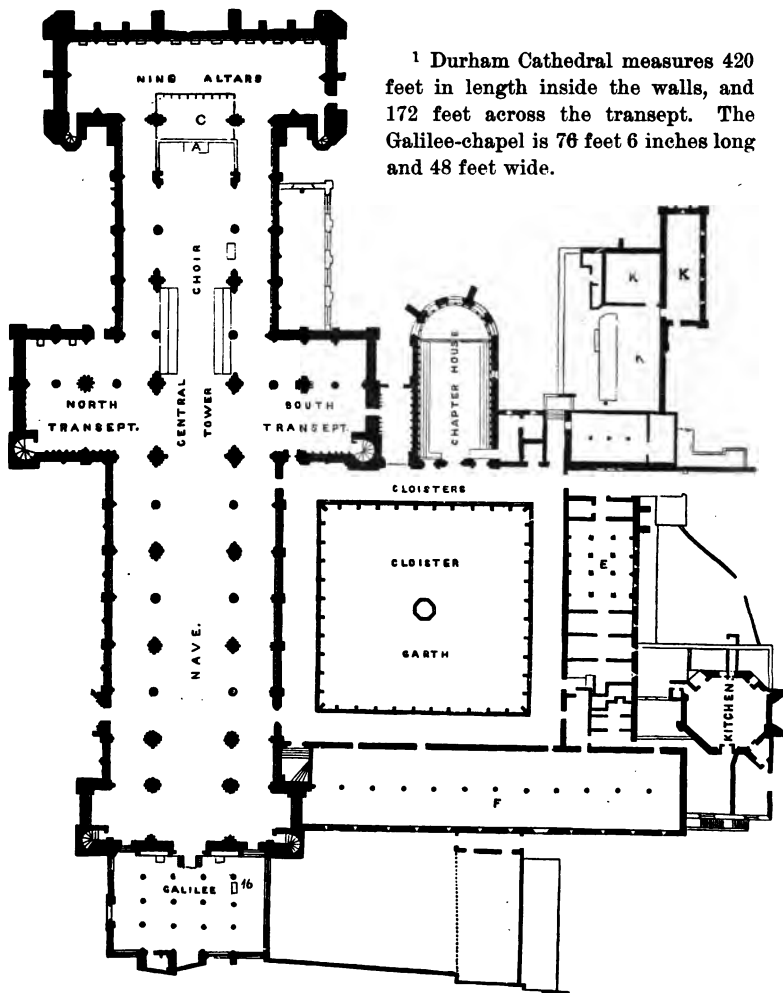 ¹ Durham Cathedral measures 420
feet in length inside the walls, and
172 feet across the transept. The
Galilee-chapel is 76 feet 6 inches long
and 48 feet wide.
NINE ALTARS
C
A
CHOIR
K
K
CHAPTER HOUSE
NORTH
TRANSEPT.
CENTRAL
TOWER
SOUTH
TRANSEPT.
CLOISTERS
CLOISTER
GARTH
E
NAVE.
KITCHEN
F
GALILEE
16